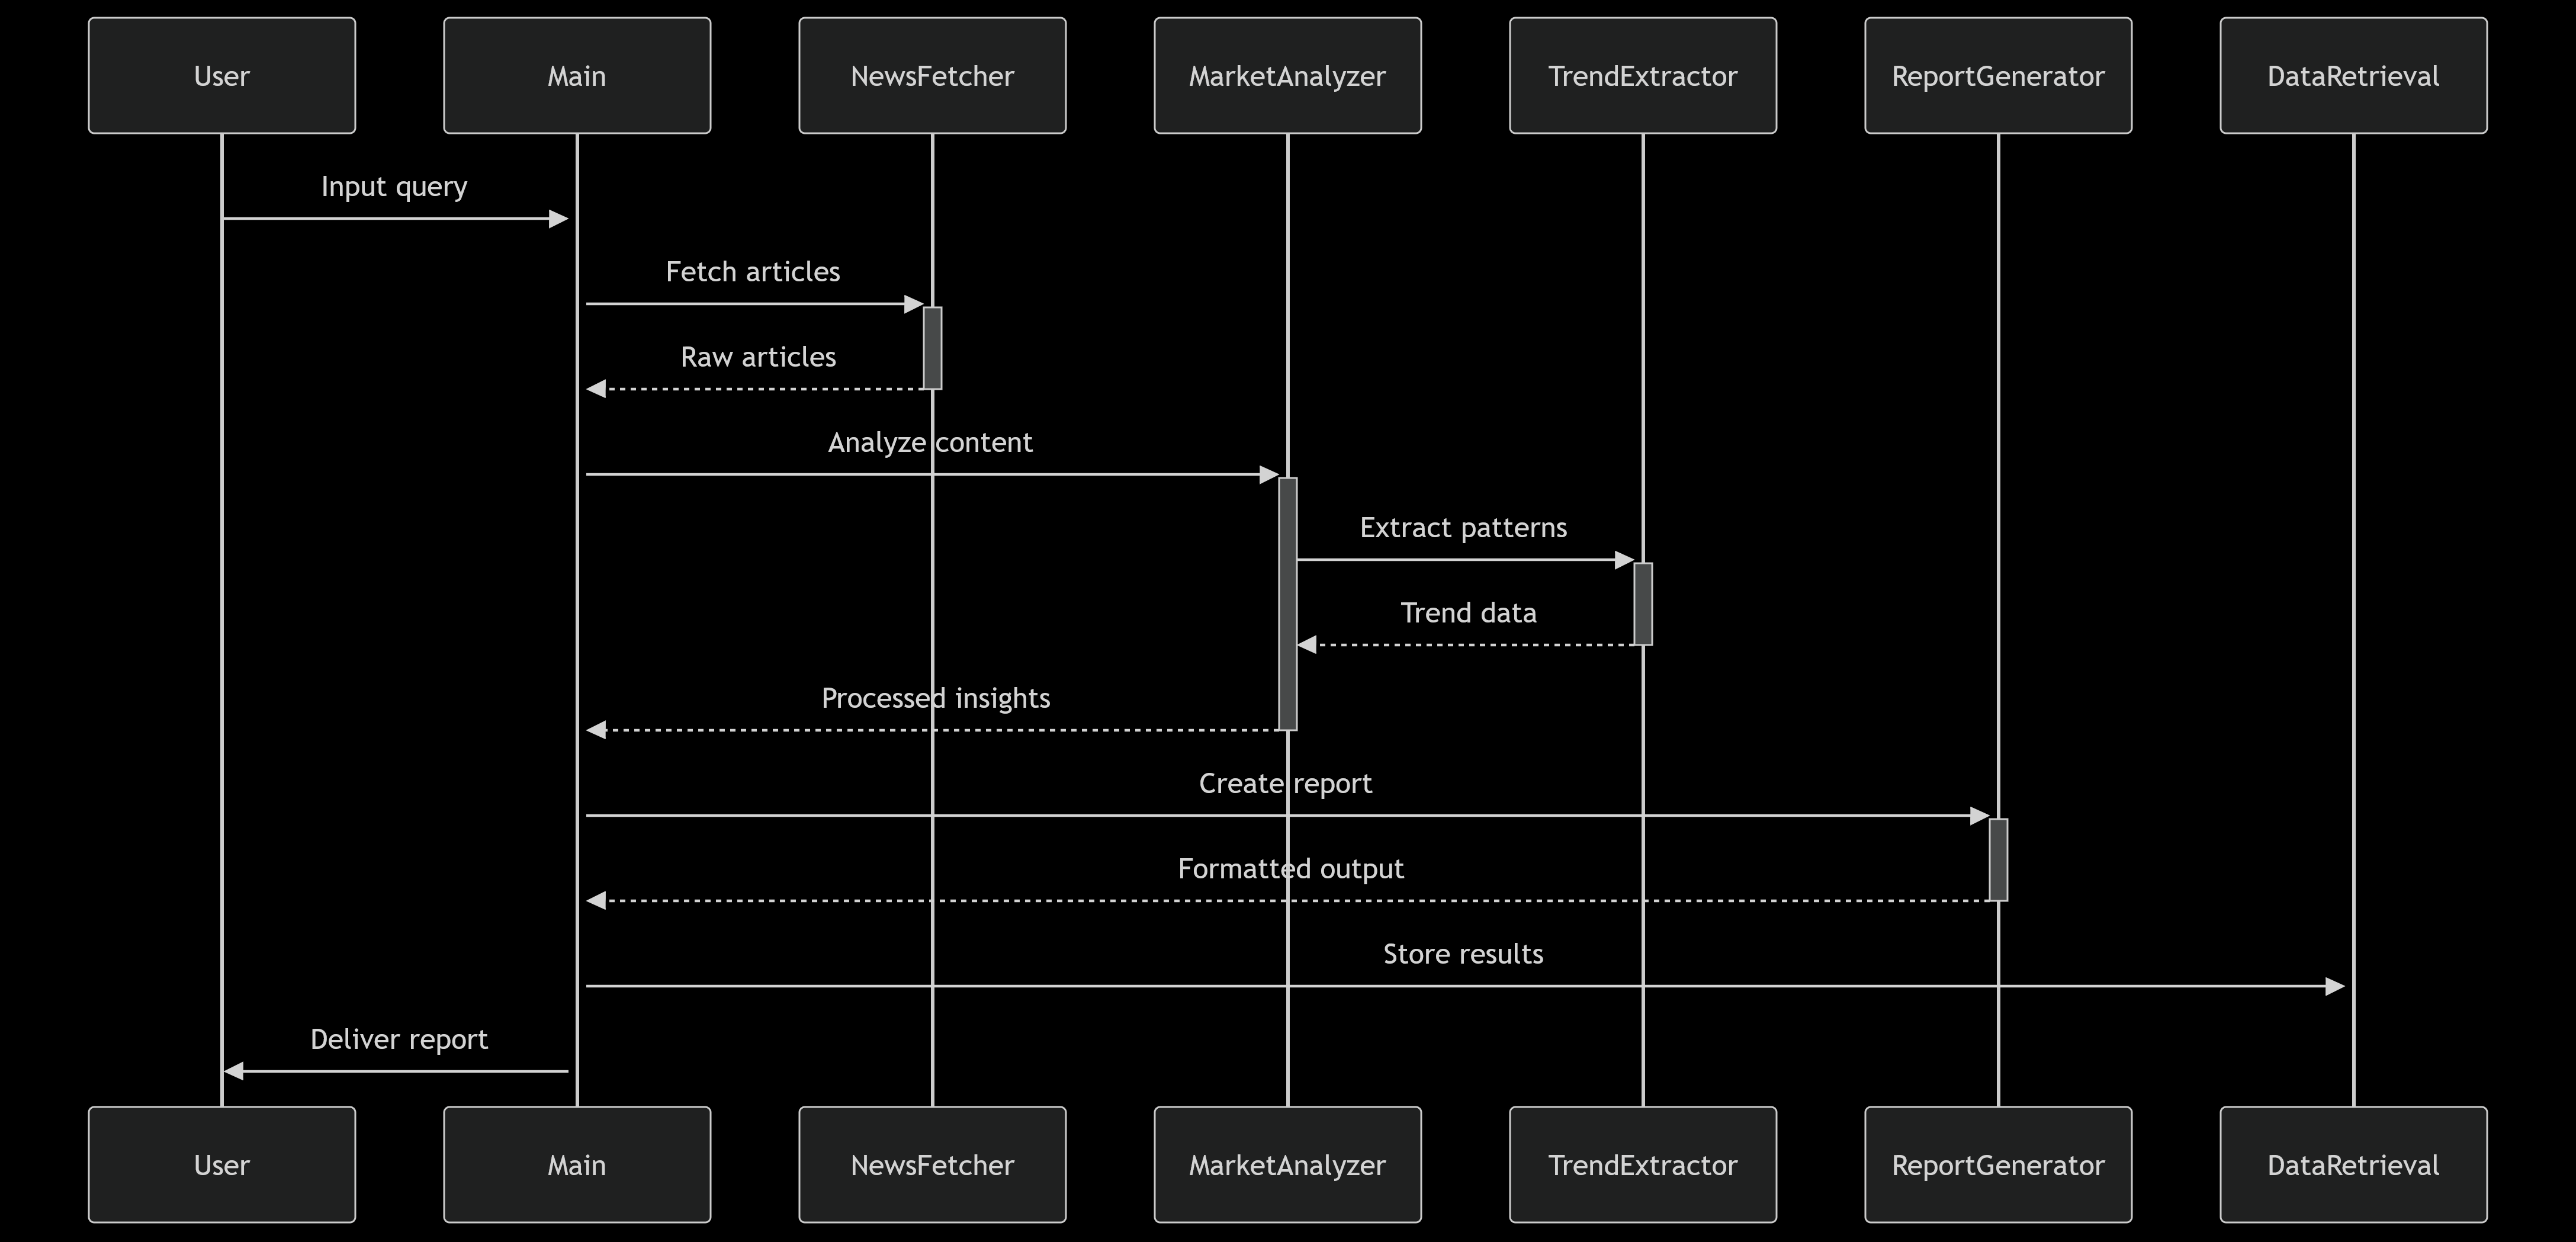 User
Main
NewsFetcher
MarketAnalyzer
TrendExtractor
ReportGenerator
DataRetrieval
Input query
Fetch articles
Raw articles
Analyze content
Extract patterns
Trend data
Processed insights
Create report
Formatted output
Store results
Deliver report
User
Main
NewsFetcher
MarketAnalyzer
TrendExtractor
ReportGenerator
DataRetrieval